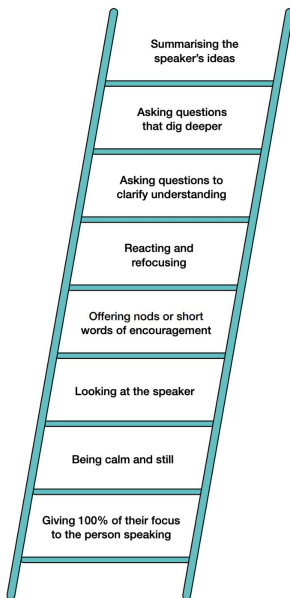 Summarising the
speaker's ideas
Asking questions
that dig deeper
Asking questions to
clarify understanding
Reacting and
refocusing
Offering nods or short
words of encouragement
Looking at the speaker
Being calm and still
Giving 100% of their focus
to the person speaking